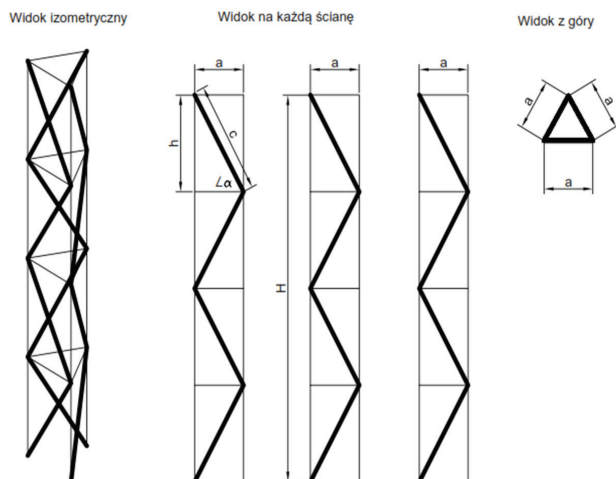 Widok izometryczny
Widok na każdą ścianę
Widok z góry
a
a
a
h
c
∠α
H
a
a
a